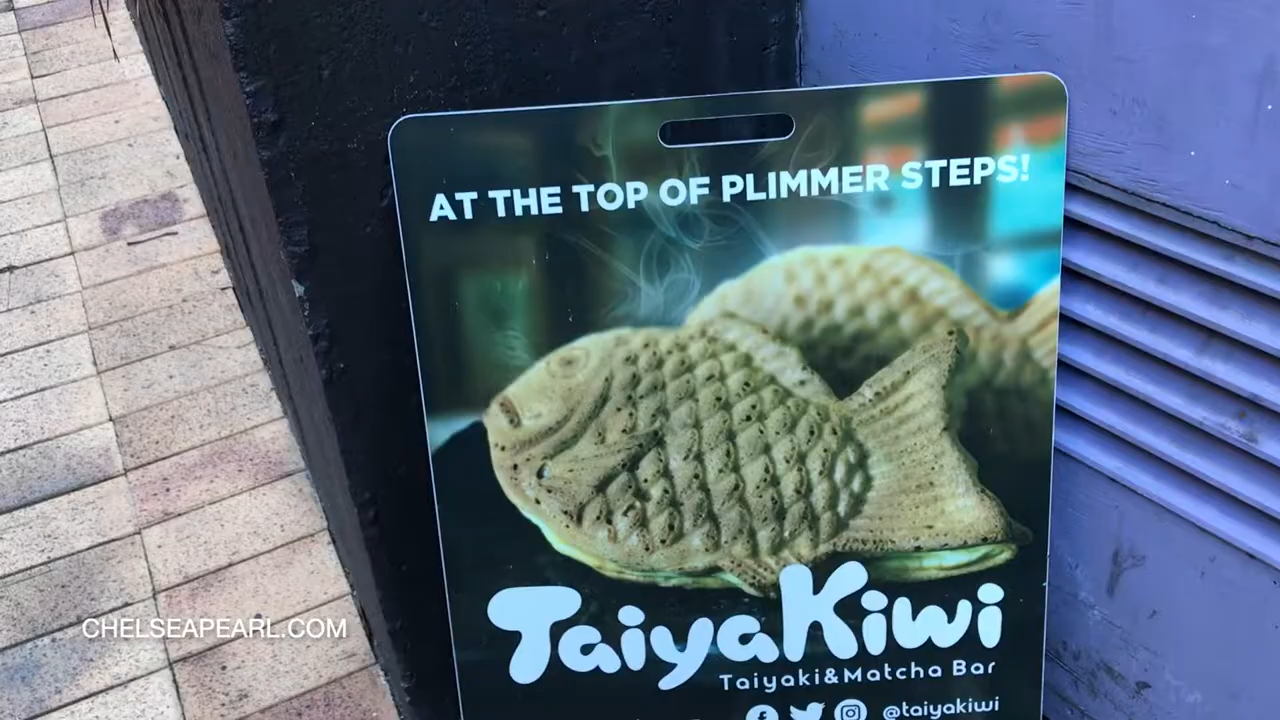 AT THE TOP OF PLIMMER STEPS!
TaiyaKiwi
Taiyaki&Matcha Bar
@taiyakiwi
CHELSEAPEARL.COM